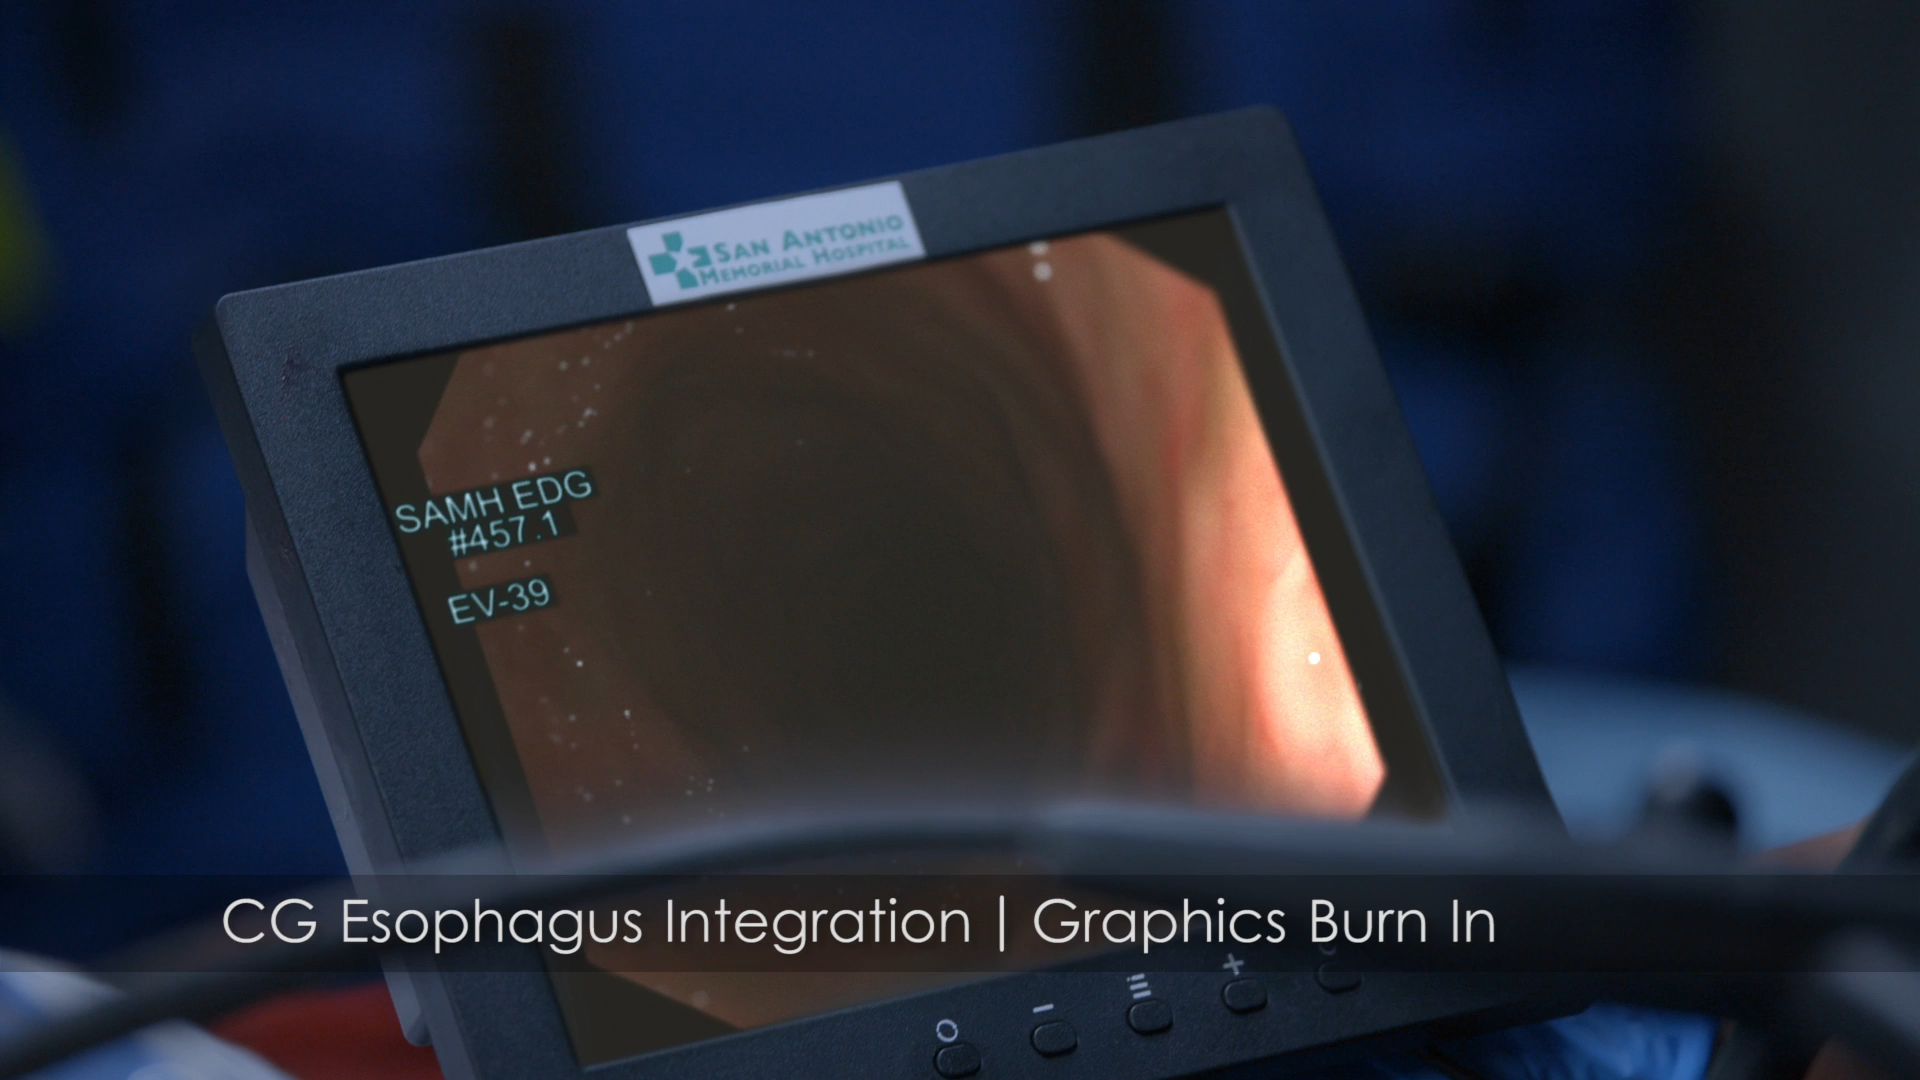 SAN ANTONIO
MEMORIAL HOSPITAL
SAMH EDG
#457.1
EV-39
CG Esophagus Integration | Graphics Burn In